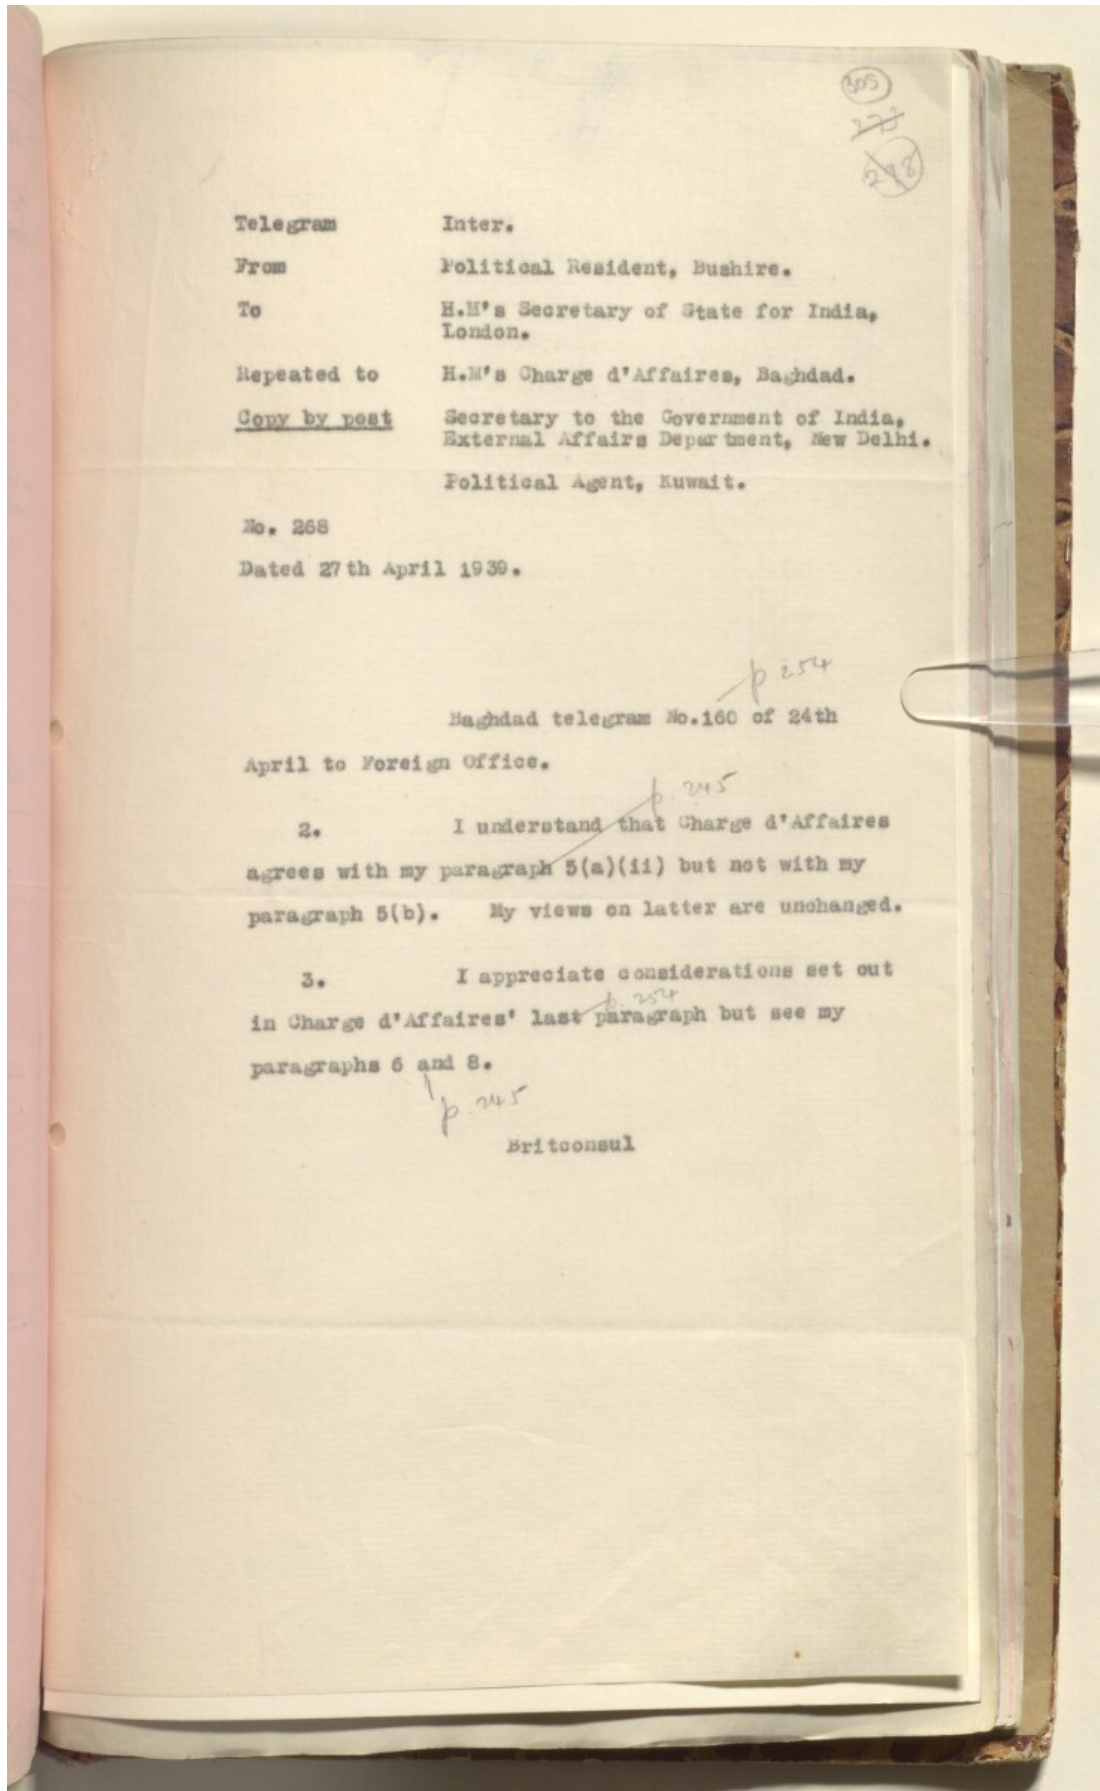 305
273
298
Telegram Inter.
From Political Resident, Bushire.
To H.M's Secretary of State for India,
London.
Repeated to H.M's Charge d'Affaires, Baghdad.
Copy by post Secretary to the Government of India,
External Affairs Department, New Delhi.
Political Agent, Kuwait.
No. 268
Dated 27th April 1939.
p 254
Baghdad telegram No.160 of 24th
April to Foreign Office.
p. 245
2. I understand that Charge d'Affaires
agrees with my paragraph 5(a)(ii) but not with my
paragraph 5(b). My views on latter are unchanged.
3. I appreciate considerations set out
p. 254
in Charge d'Affaires' last paragraph but see my
paragraphs 6 and 8.
p. 245
Britconsul